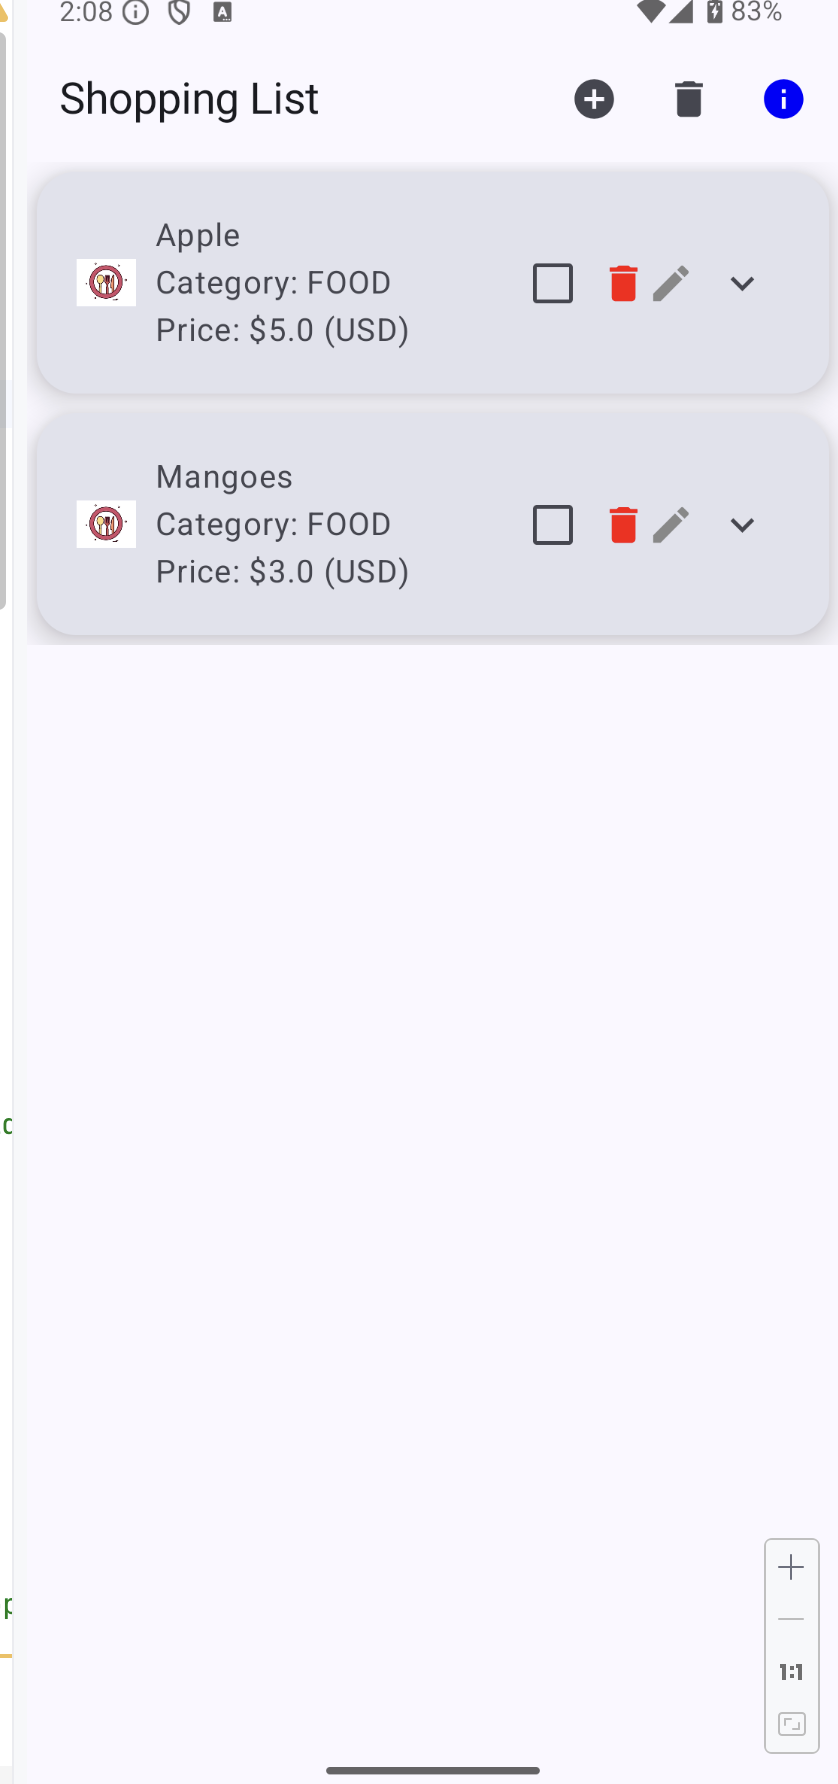 2:08 83%
Shopping List
Apple
Category: FOOD
Price: $5.0 (USD)
Mangoes
Category: FOOD
Price: $3.0 (USD)
1:1